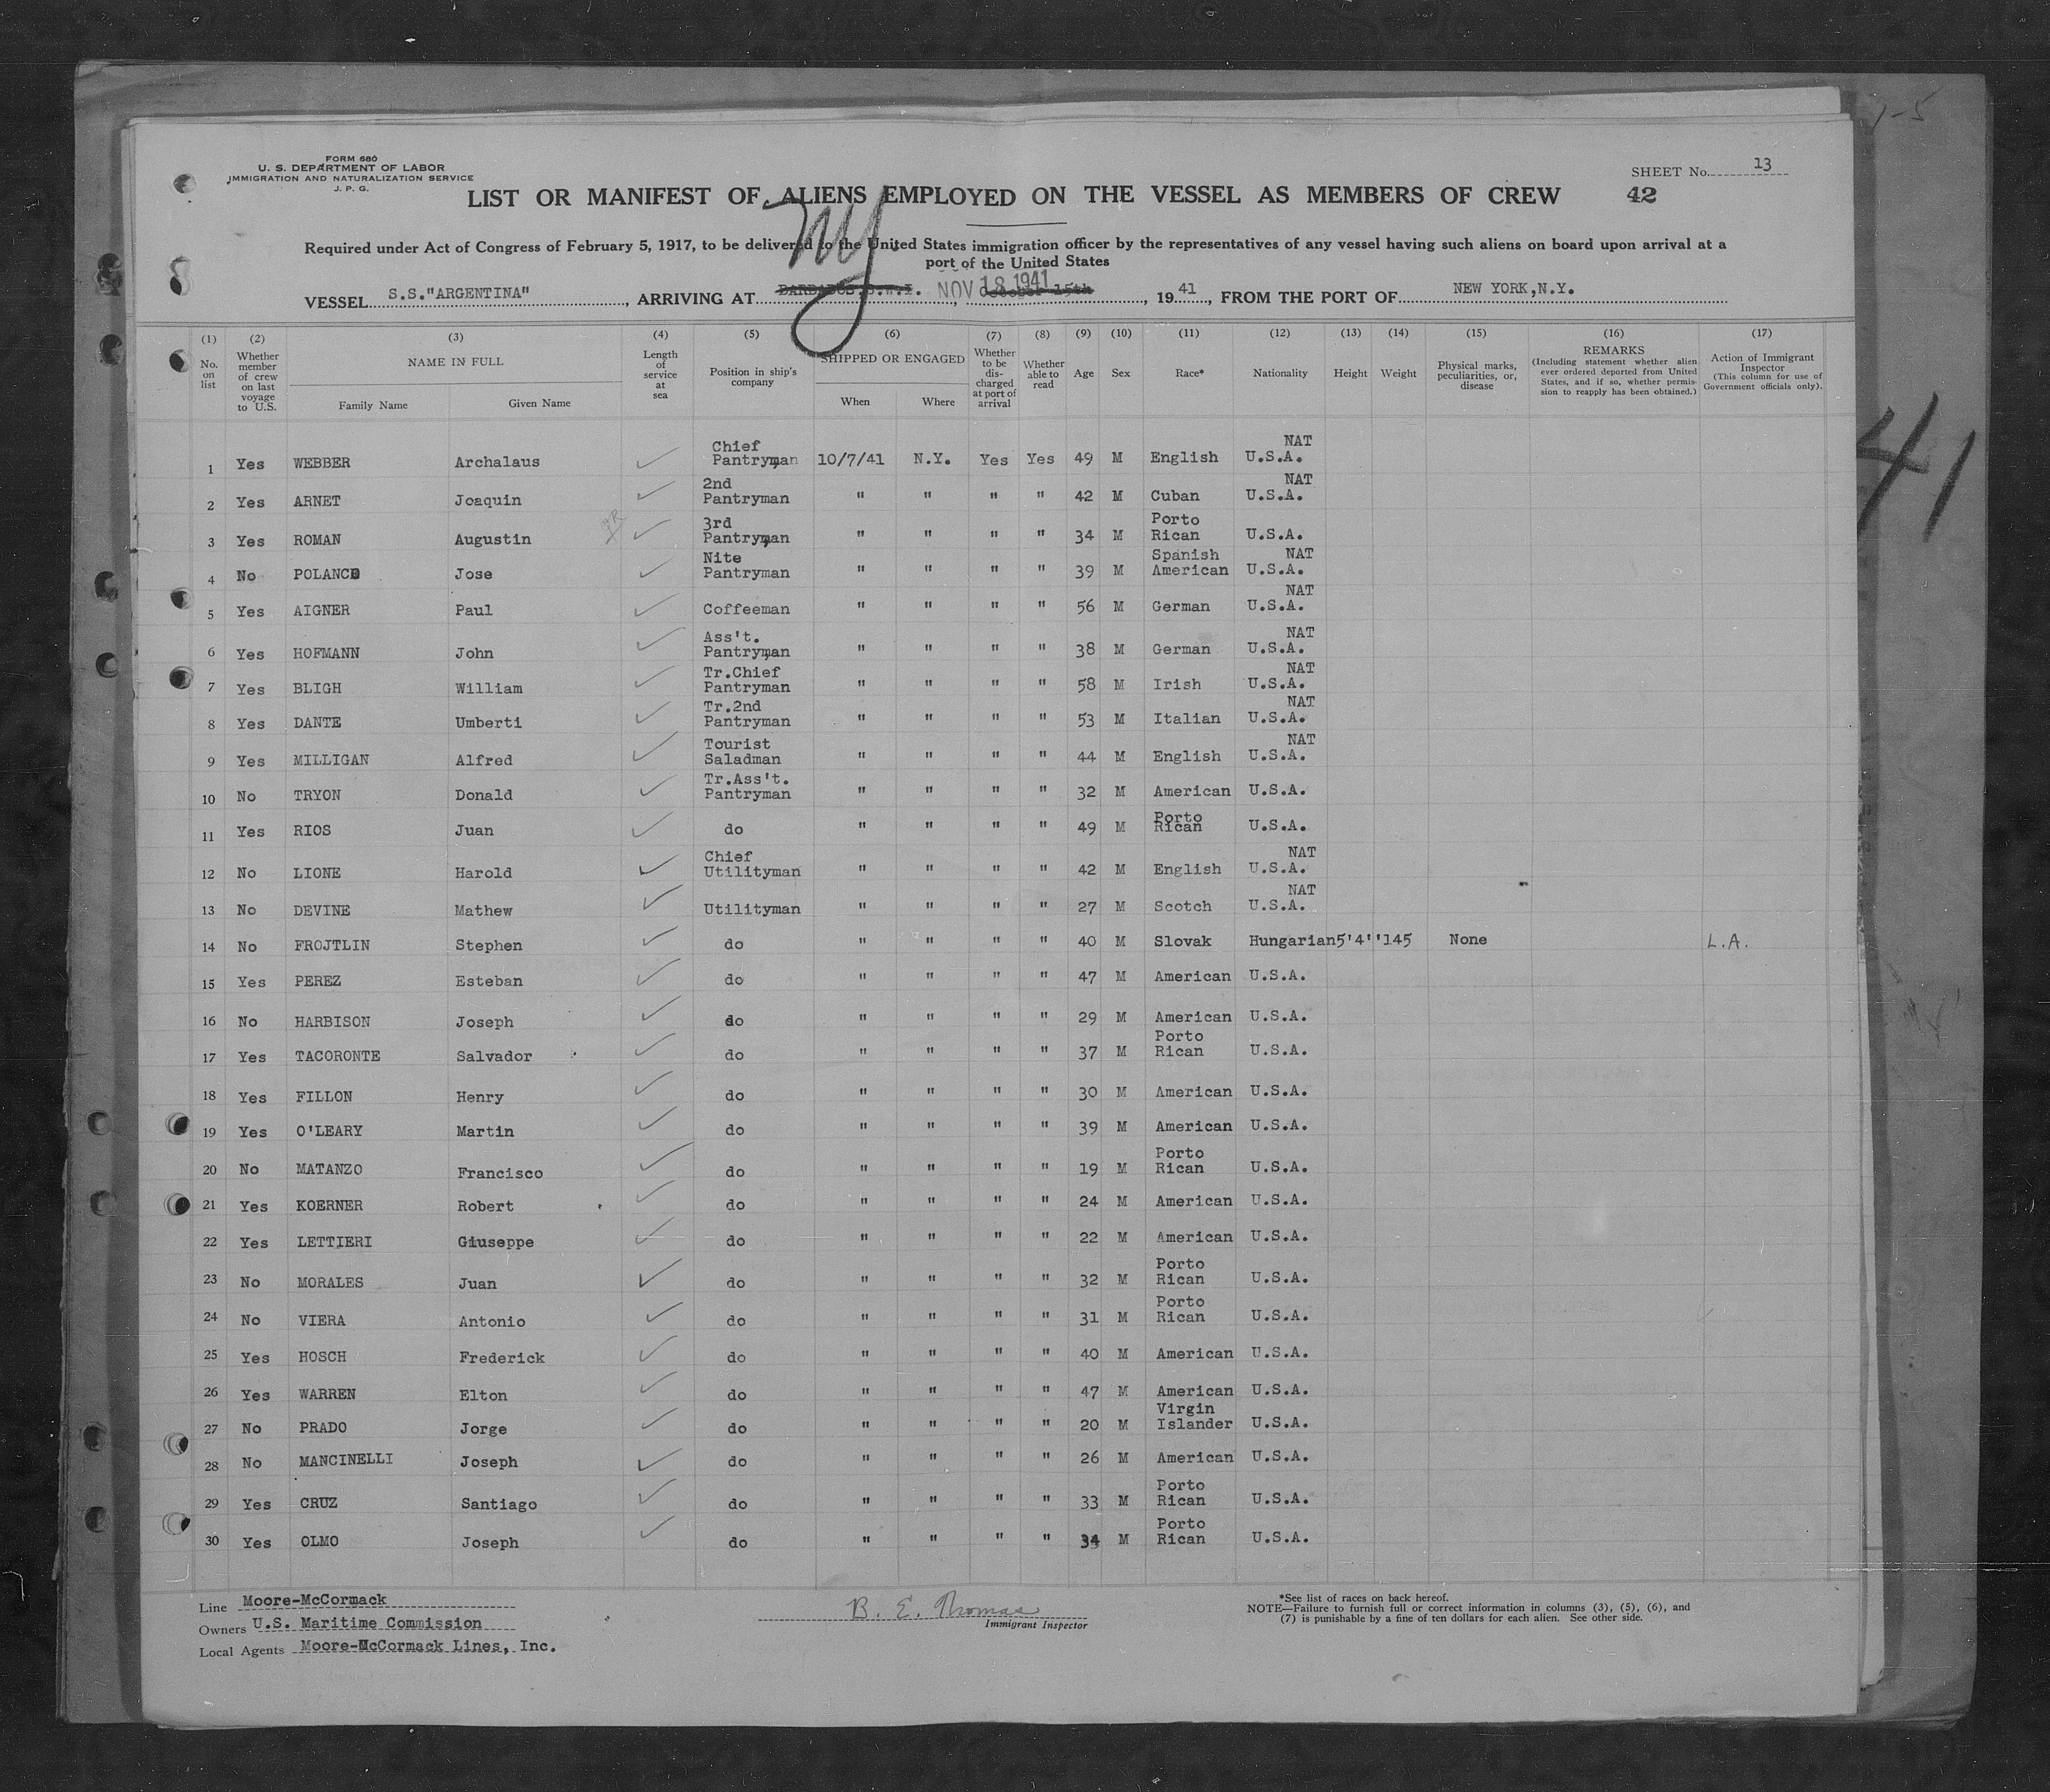 FORM 680
U. S. DEPARTMENT OF LABOR
IMMIGRATION AND NATURALIZATION SERVICE
J. P. G.
SHEET No. 13
LIST OR MANIFEST OF ALIENS EMPLOYED ON THE VESSEL AS MEMBERS OF CREW 42
NY
Required under Act of Congress of February 5, 1917, to be delivered to the United States immigration officer by the representatives of any vessel having such aliens on board upon arrival at a
port of the United States
VESSEL S.S."ARGENTINA", ARRIVING AT BARBADOS.B.W.I. NOV 18 1941 October 15th, 1941, FROM THE PORT OF NEW YORK,N.Y.
(1) (2) (3) (4) (5) (6) (7) (8) (9) (10) (11) (12) (13) (14) (15) (16) (17)
No. on list
Whether member of crew on last voyage to U.S.
NAME IN FULL
Family Name Given Name
Length of service at sea
Position in ship's company
SHIPPED OR ENGAGED
When Where
Whether to be discharged at port of arrival
Whether able to read
Age Sex Race* Nationality Height Weight
Physical marks, peculiarities, or, disease
REMARKS
(Including statement whether alien ever ordered deported from United States, and if so, whether permission to reapply has been obtained.)
Action of Immigrant Inspector
(This column for use of Government officials only).
1 Yes WEBBER Archalaus Chief Pantryman 10/7/41 N.Y. Yes Yes 49 M English NAT U.S.A.
2 Yes ARNET Joaquin 2nd Pantryman " " " " 42 M Cuban NAT U.S.A.
3 Yes ROMAN Augustin 3rd Pantryman " " " " 34 M Porto Rican U.S.A.
4 No POLANCO Jose Nite Pantryman " " " " 39 M Spanish American NAT U.S.A.
5 Yes AIGNER Paul Coffeeman " " " " 56 M German NAT U.S.A.
6 Yes HOFMANN John Ass't. Pantryman " " " " 38 M German NAT U.S.A.
7 Yes BLIGH William Tr.Chief Pantryman " " " " 58 M Irish NAT U.S.A.
8 Yes DANTE Umberti Tr.2nd Pantryman " " " " 53 M Italian NAT U.S.A.
9 Yes MILLIGAN Alfred Tourist Saladman " " " " 44 M English NAT U.S.A.
10 No TRYON Donald Tr.Ass't. Pantryman " " " " 32 M American U.S.A.
11 Yes RIOS Juan do " " " " 49 M Porto Rican U.S.A.
12 No LIONE Harold Chief Utilityman " " " " 42 M English NAT U.S.A.
13 No DEVINE Mathew Utilityman " " " " 27 M Scotch NAT U.S.A.
14 No FROJTLIN Stephen do " " " " 40 M Slovak Hungarian 5'4'' 145 None L.A.
15 Yes PEREZ Esteban do " " " " 47 M American U.S.A.
16 No HARBISON Joseph do " " " " 29 M American U.S.A.
17 Yes TACORONTE Salvador do " " " " 37 M Porto Rican U.S.A.
18 Yes FILLON Henry do " " " " 30 M American U.S.A.
19 Yes O'LEARY Martin do " " " " 39 M American U.S.A.
20 No MATANZO Francisco do " " " " 19 M Porto Rican U.S.A.
21 Yes KOERNER Robert do " " " " 24 M American U.S.A.
22 Yes LETTIERI Giuseppe do " " " " 22 M American U.S.A.
23 No MORALES Juan do " " " " 32 M Porto Rican U.S.A.
24 No VIERA Antonio do " " " " 31 M Porto Rican U.S.A.
25 Yes HOSCH Frederick do " " " " 40 M American U.S.A.
26 Yes WARREN Elton do " " " " 47 M American U.S.A.
27 No PRADO Jorge do " " " " 20 M Virgin Islander U.S.A.
28 No MANCINELLI Joseph do " " " " 26 M American U.S.A.
29 Yes CRUZ Santiago do " " " " 33 M Porto Rican U.S.A.
30 Yes OLMO Joseph do " " " " 34 M Porto Rican U.S.A.
41
1-5
Line Moore-McCormack
Owners U.S. Maritime Commission
Local Agents Moore-McCormack Lines, Inc.
B. E. Thomas
Immigrant Inspector
*See list of races on back hereof.
NOTE—Failure to furnish full or correct information in columns (3), (5), (6), and
(7) is punishable by a fine of ten dollars for each alien. See other side.